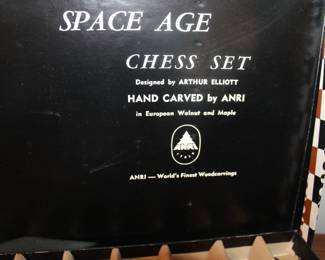 SPACE AGE
CHESS SET
Designed by ARTHUR ELLIOTT
HAND CARVED by ANRI
in European Walnut and Maple
ANRI
ITALY
ANRI — World's Finest Woodcarvings